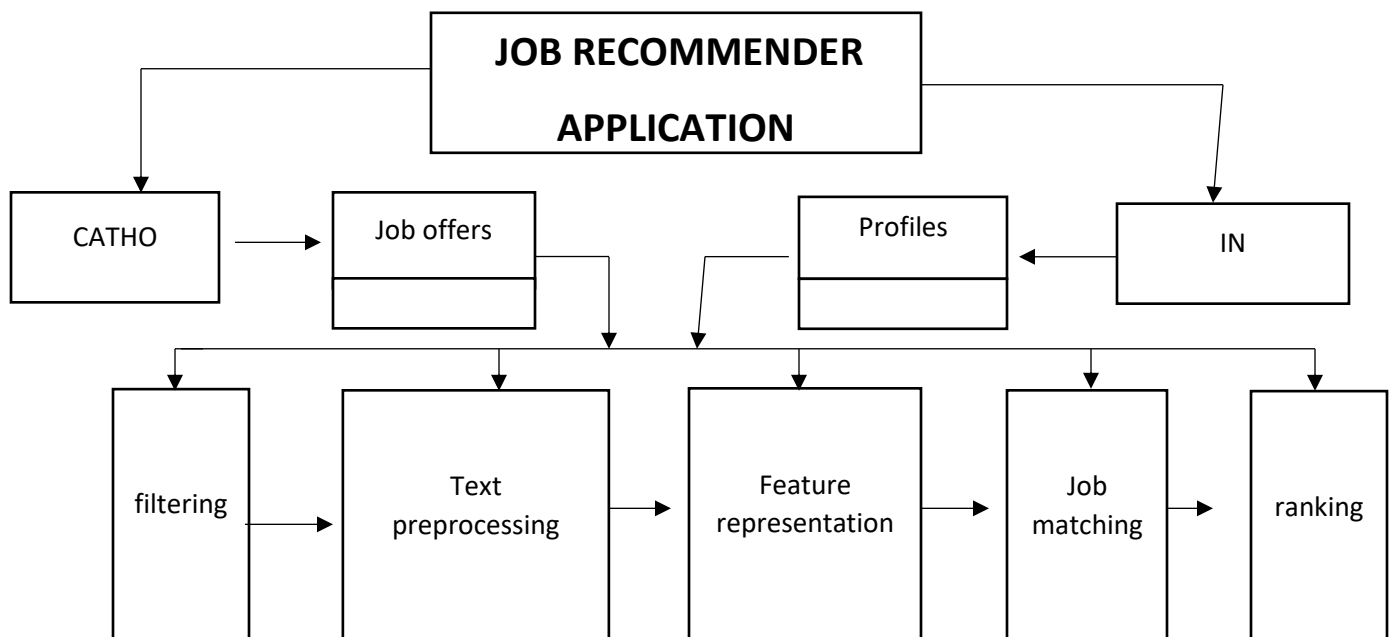 JOB RECOMMENDER
APPLICATION
CATHO
Job offers
Profiles
IN
filtering
Text
preprocessing
Feature
representation
Job
matching
ranking